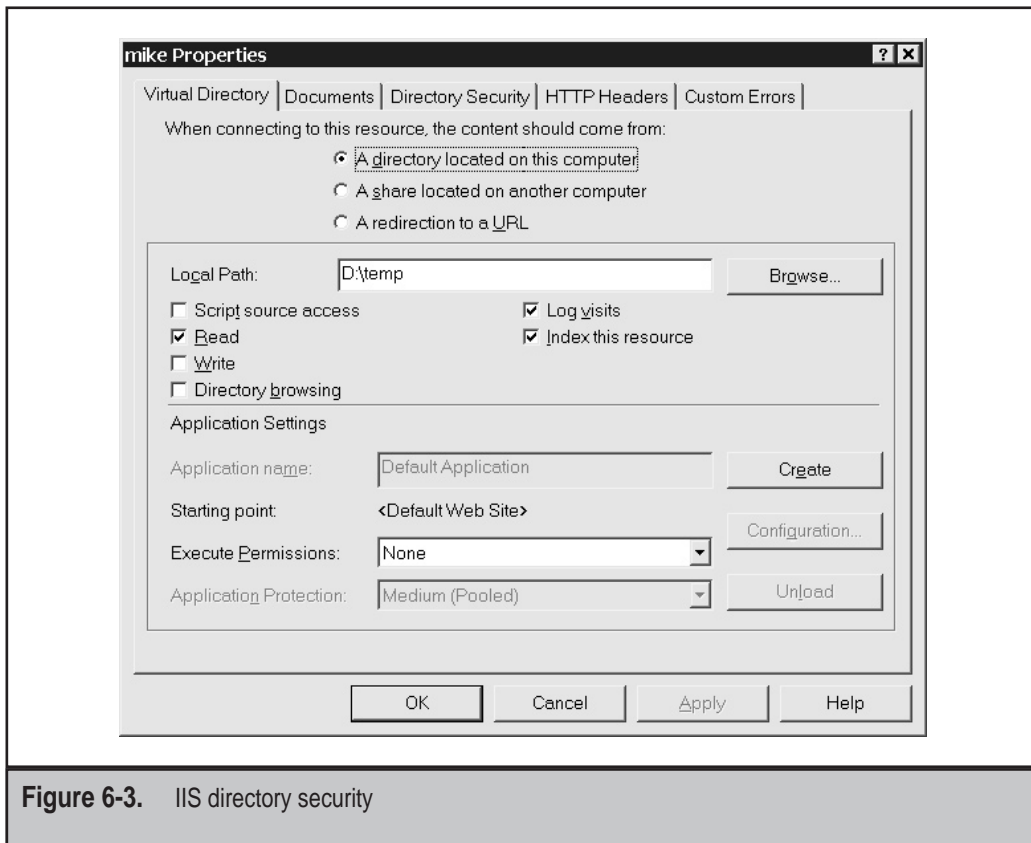 mike Properties
Virtual Directory Documents Directory Security HTTP Headers Custom Errors
When connecting to this resource, the content should come from:
A directory located on this computer
A share located on another computer
A redirection to a URL
Local Path: D:\temp Browse...
Script source access Log visits
Read Index this resource
Write
Directory browsing
Application Settings
Application name: Default Application Create
Starting point: <Default Web Site>
Configuration...
Execute Permissions: None
Application Protection: Medium (Pooled) Unload
OK Cancel Apply Help
Figure 6-3. IIS directory security